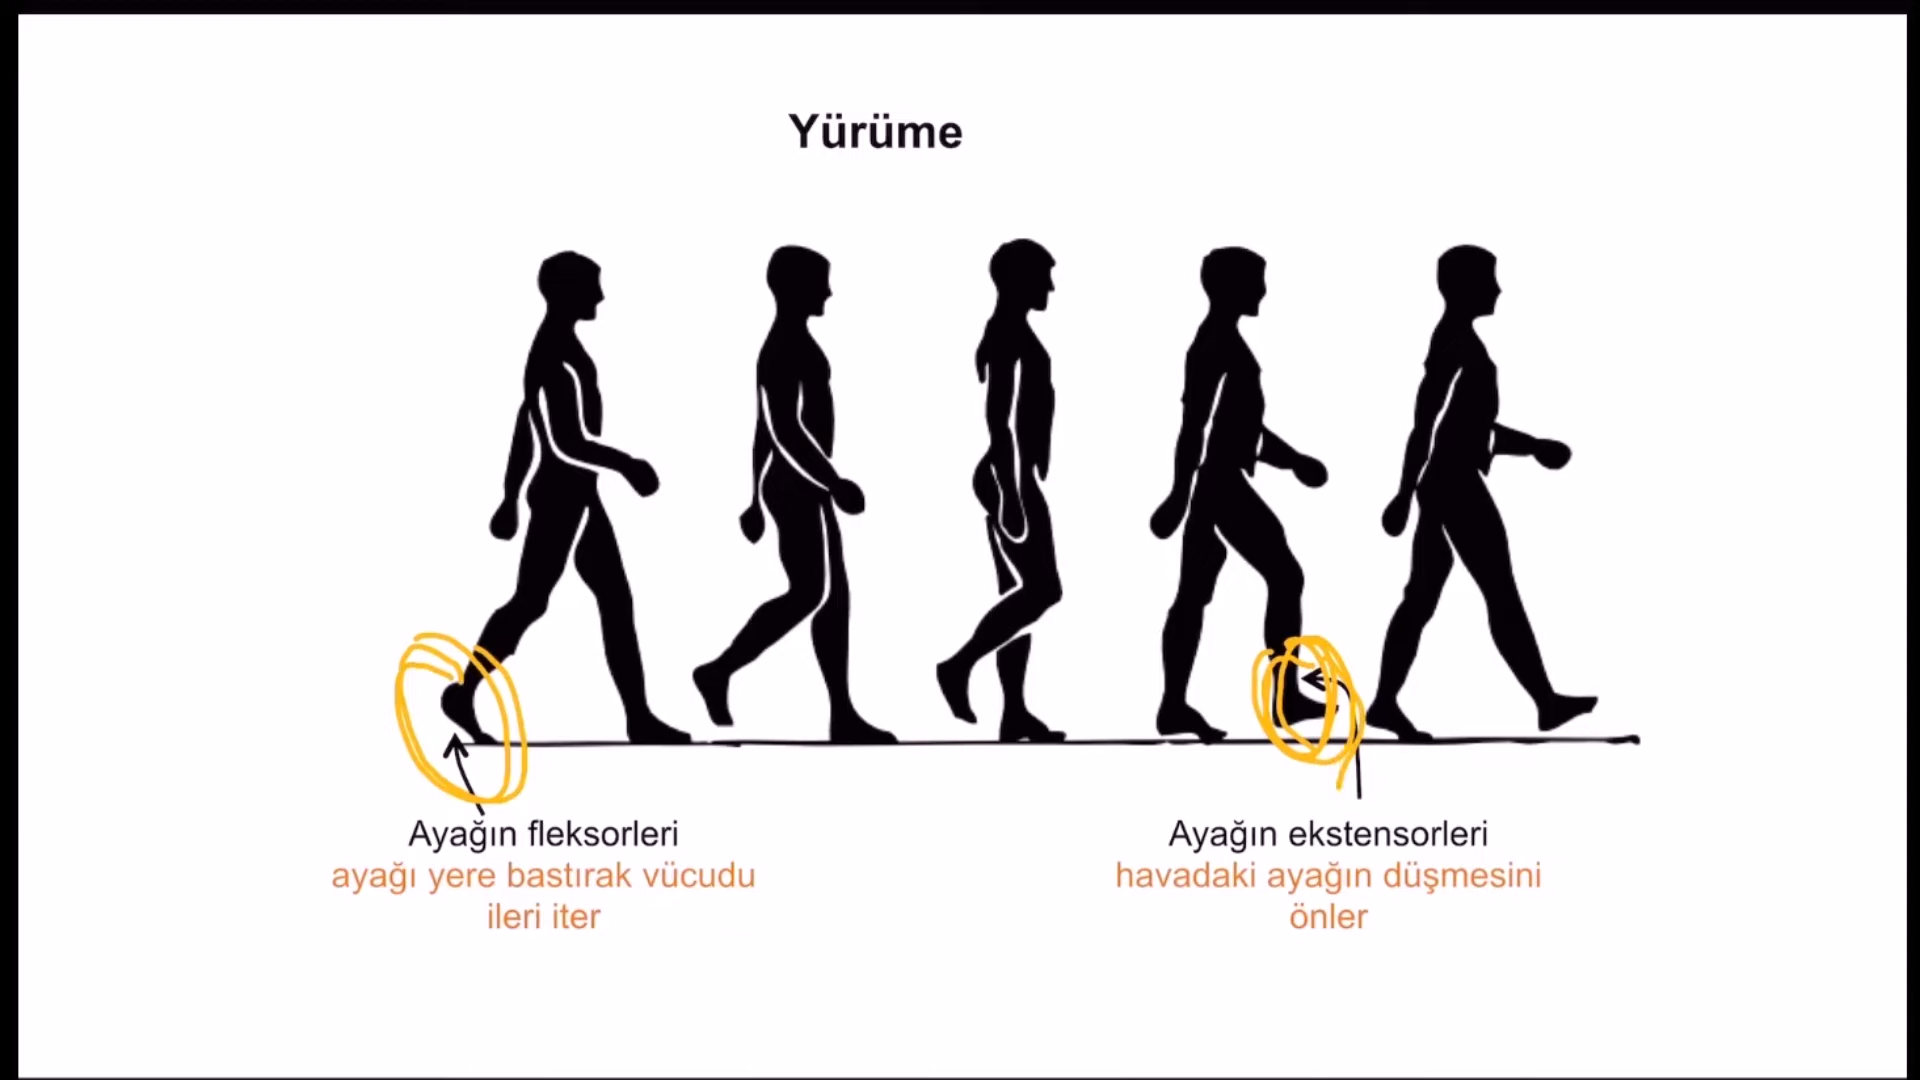 Yürüme
Ayağın fleksorleri
ayağı yere bastırak vücudu
ileri iter
Ayağın ekstensorleri
havadaki ayağın düşmesini
önler